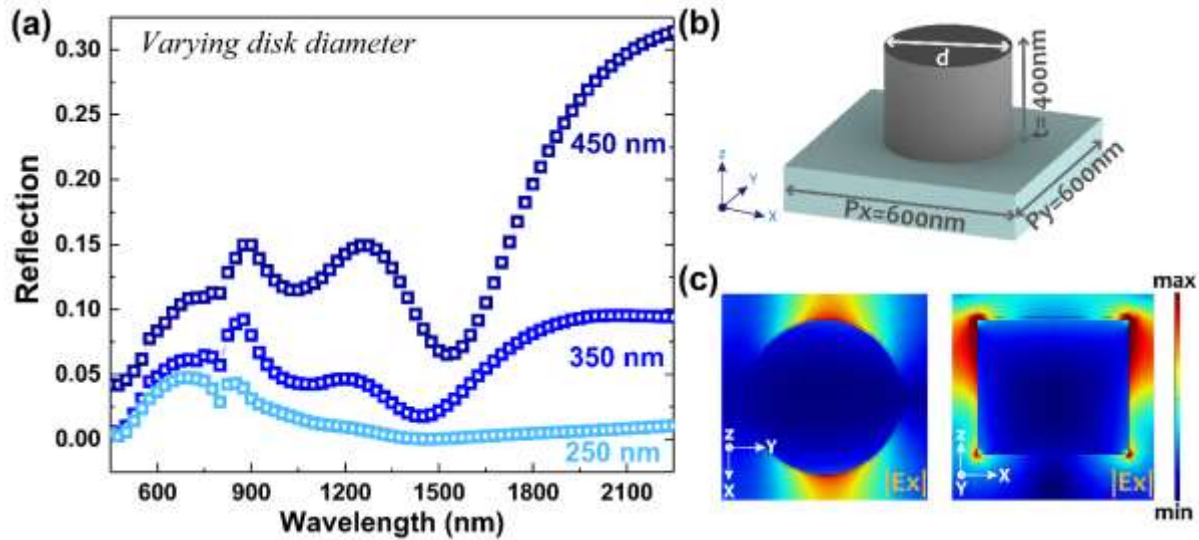 (a)
Varying disk diameter
0.30
0.25
0.20
0.15
0.10
0.05
0.00
Reflection
450 nm
350 nm
250 nm
600 900 1200 1500 1800 2100
Wavelength (nm)
(b)
d
t=400nm
Px=600nm
Py=600nm
Z
Y
X
(c)
Z
Y
X
|Ex|
Z
Y
X
|Ex|
max
min